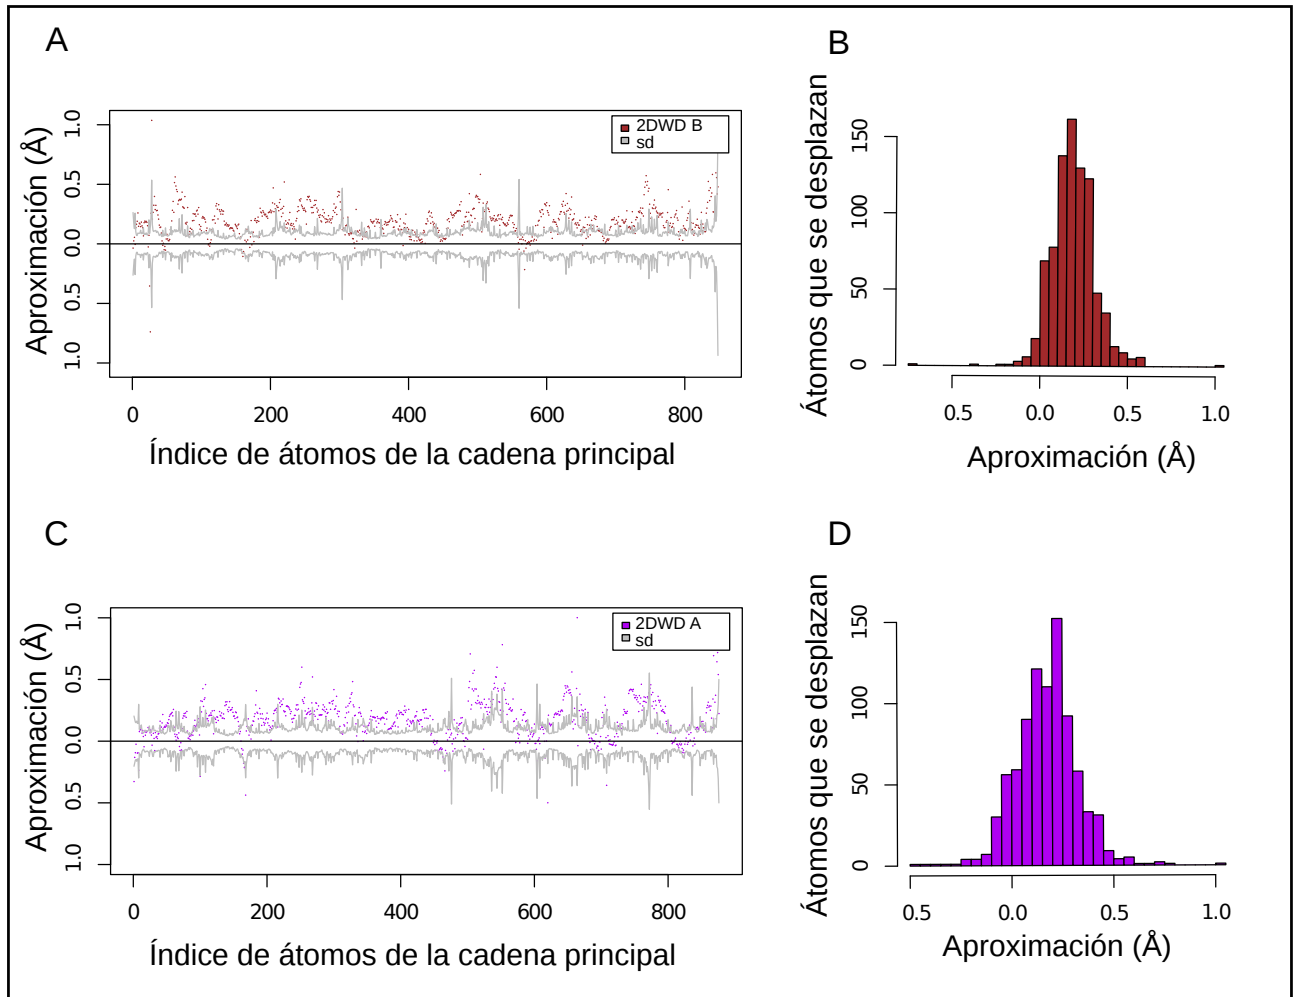 A
Aproximación (Å)
1.0
0.5
0.0
0.5
1.0
2DWD B
sd
0 200 400 600 800
Índice de átomos de la cadena principal
B
Átomos que se desplazan
150
100
50
0
0.5 0.0 0.5 1.0
Aproximación (Å)
C
Aproximación (Å)
1.0
0.5
0.0
0.5
1.0
2DWD A
sd
0 200 400 600 800
Índice de átomos de la cadena principal
D
Átomos que se desplazan
150
100
50
0
0.5 0.0 0.5 1.0
Aproximación (Å)